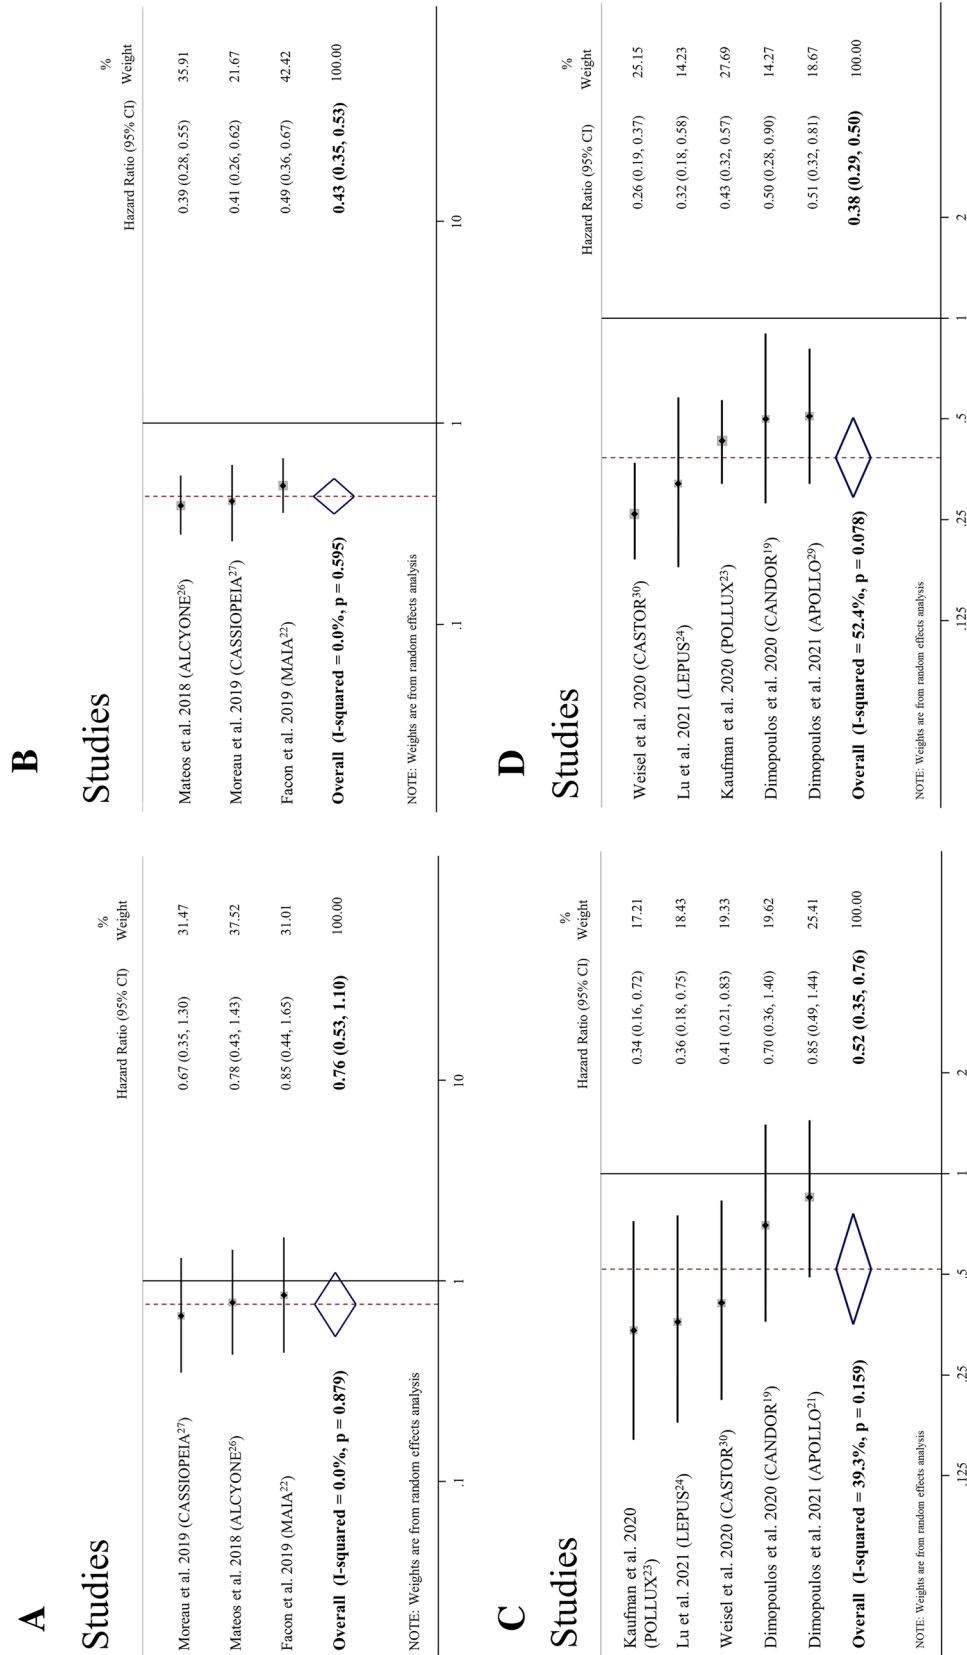 A
Studies
% 
Hazard Ratio (95% CI) Weight
Moreau et al. 2019 (CASSIOPEIA27) 0.67 (0.35, 1.30) 31.47
Mateos et al. 2018 (ALCYONE26) 0.78 (0.43, 1.43) 37.52
Facon et al. 2019 (MAIA22) 0.85 (0.44, 1.65) 31.01
Overall (I-squared = 0.0%, p = 0.879) 0.76 (0.53, 1.10) 100.00
NOTE: Weights are from random effects analysis
.1 1 10
B
Studies
%
Hazard Ratio (95% CI) Weight
Mateos et al. 2018 (ALCYONE26) 0.39 (0.28, 0.55) 35.91
Moreau et al. 2019 (CASSIOPEIA27) 0.41 (0.26, 0.62) 21.67
Facon et al. 2019 (MAIA22) 0.49 (0.36, 0.67) 42.42
Overall (I-squared = 0.0%, p = 0.595) 0.43 (0.35, 0.53) 100.00
NOTE: Weights are from random effects analysis
.1 1 10
C
Studies
%
Hazard Ratio (95% CI) Weight
Kaufman et al. 2020
(POLLUX23) 0.34 (0.16, 0.72) 17.21
Lu et al. 2021 (LEPUS24) 0.36 (0.18, 0.75) 18.43
Weisel et al. 2020 (CASTOR30) 0.41 (0.21, 0.83) 19.33
Dimopoulos et al. 2020 (CANDOR19) 0.70 (0.36, 1.40) 19.62
Dimopoulos et al. 2021 (APOLLO21) 0.85 (0.49, 1.44) 25.41
Overall (I-squared = 39.3%, p = 0.159) 0.52 (0.35, 0.76) 100.00
NOTE: Weights are from random effects analysis
.125 .25 .5 1 2
D
Studies
%
Hazard Ratio (95% CI) Weight
Weisel et al. 2020 (CASTOR30) 0.26 (0.19, 0.37) 25.15
Lu et al. 2021 (LEPUS24) 0.32 (0.18, 0.58) 14.23
Kaufman et al. 2020 (POLLUX23) 0.43 (0.32, 0.57) 27.69
Dimopoulos et al. 2020 (CANDOR19) 0.50 (0.28, 0.90) 14.27
Dimopoulos et al. 2021 (APOLLO29) 0.51 (0.32, 0.81) 18.67
Overall (I-squared = 52.4%, p = 0.078) 0.38 (0.29, 0.50) 100.00
NOTE: Weights are from random effects analysis
.125 .25 .5 1 2